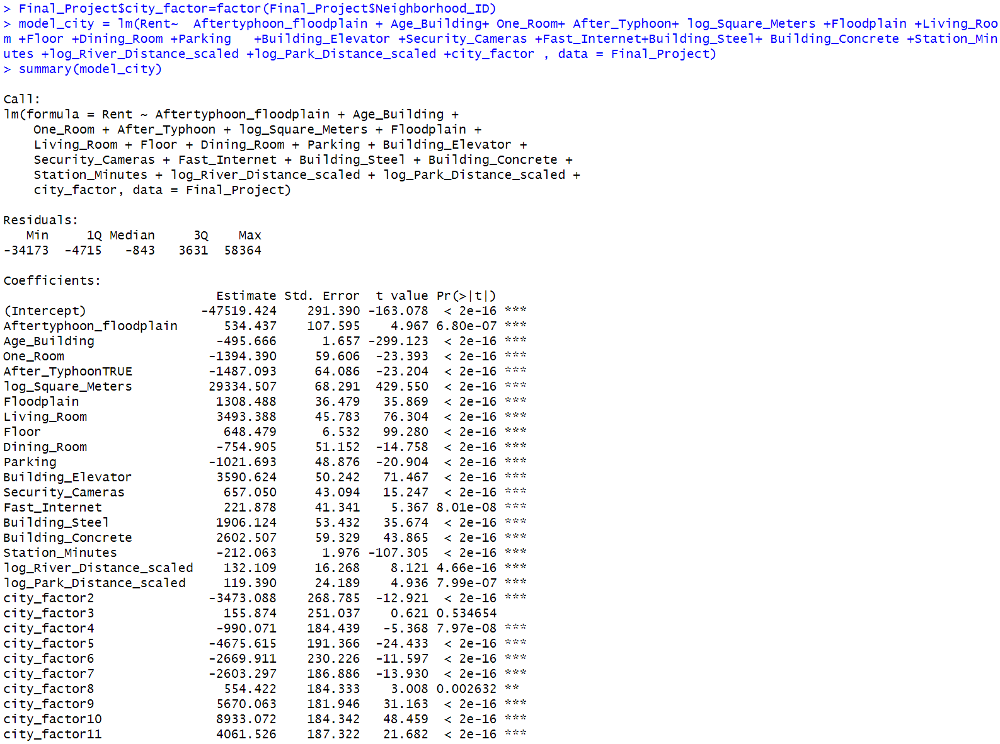 > Final_Project$city_factor=factor(Final_Project$Neighborhood_ID)
> model_city = lm(Rent~  Aftertyphoon_floodplain + Age_Building+ One_Room+ After_Typhoon+ log_Square_Meters +Floodplain +Living_Roo
m +Floor +Dining_Room +Parking   +Building_Elevator +Security_Cameras +Fast_Internet+Building_Steel+ Building_Concrete +Station_Min
utes +log_River_Distance_scaled +log_Park_Distance_scaled +city_factor , data = Final_Project)
> summary(model_city)

Call:
lm(formula = Rent ~ Aftertyphoon_floodplain + Age_Building +
    One_Room + After_Typhoon + log_Square_Meters + Floodplain +
    Living_Room + Floor + Dining_Room + Parking + Building_Elevator +
    Security_Cameras + Fast_Internet + Building_Steel + Building_Concrete +
    Station_Minutes + log_River_Distance_scaled + log_Park_Distance_scaled +
    city_factor, data = Final_Project)

Residuals:
   Min     1Q Median     3Q    Max
-34173  -4715   -843   3631  58364

Coefficients:
                           Estimate Std. Error  t value Pr(>|t|)
(Intercept)              -47519.424    291.390 -163.078  < 2e-16 ***
Aftertyphoon_floodplain     534.437    107.595    4.967 6.80e-07 ***
Age_Building               -495.666      1.657 -299.123  < 2e-16 ***
One_Room                  -1394.390     59.606  -23.393  < 2e-16 ***
After_TyphoonTRUE         -1487.093     64.086  -23.204  < 2e-16 ***
log_Square_Meters         29334.507     68.291  429.550  < 2e-16 ***
Floodplain                 1308.488     36.479   35.869  < 2e-16 ***
Living_Room                3493.388     45.783   76.304  < 2e-16 ***
Floor                       648.479      6.532   99.280  < 2e-16 ***
Dining_Room                -754.905     51.152  -14.758  < 2e-16 ***
Parking                   -1021.693     48.876  -20.904  < 2e-16 ***
Building_Elevator          3590.624     50.242   71.467  < 2e-16 ***
Security_Cameras            657.050     43.094   15.247  < 2e-16 ***
Fast_Internet               221.878     41.341    5.367 8.01e-08 ***
Building_Steel             1906.124     53.432   35.674  < 2e-16 ***
Building_Concrete          2602.507     59.329   43.865  < 2e-16 ***
Station_Minutes            -212.063      1.976 -107.305  < 2e-16 ***
log_River_Distance_scaled   132.109     16.268    8.121 4.66e-16 ***
log_Park_Distance_scaled    119.390     24.189    4.936 7.99e-07 ***
city_factor2              -3473.088    268.785  -12.921  < 2e-16 ***
city_factor3                155.874    251.037    0.621 0.534654
city_factor4               -990.071    184.439   -5.368 7.97e-08 ***
city_factor5              -4675.615    191.366  -24.433  < 2e-16 ***
city_factor6              -2669.911    230.226  -11.597  < 2e-16 ***
city_factor7              -2603.297    186.886  -13.930  < 2e-16 ***
city_factor8                554.422    184.333    3.008 0.002632 **
city_factor9               5670.063    181.946   31.163  < 2e-16 ***
city_factor10              8933.072    184.342   48.459  < 2e-16 ***
city_factor11              4061.526    187.322   21.682  < 2e-16 ***